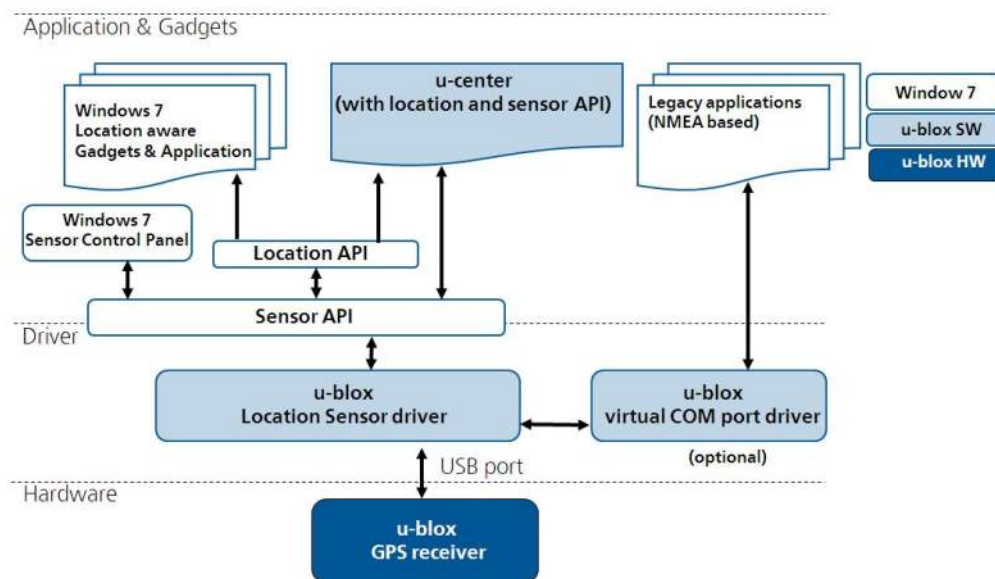 Application & Gadgets
Windows 7
Location aware
Gadgets & Application
u-center
(with location and sensor API)
Legacy applications
(NMEA based)
Window 7
u-blox SW
u-blox HW
Windows 7
Sensor Control Panel
Location API
Sensor API
Driver
u-blox
Location Sensor driver
u-blox
virtual COM port driver
(optional)
USB port
Hardware
u-blox
GPS receiver